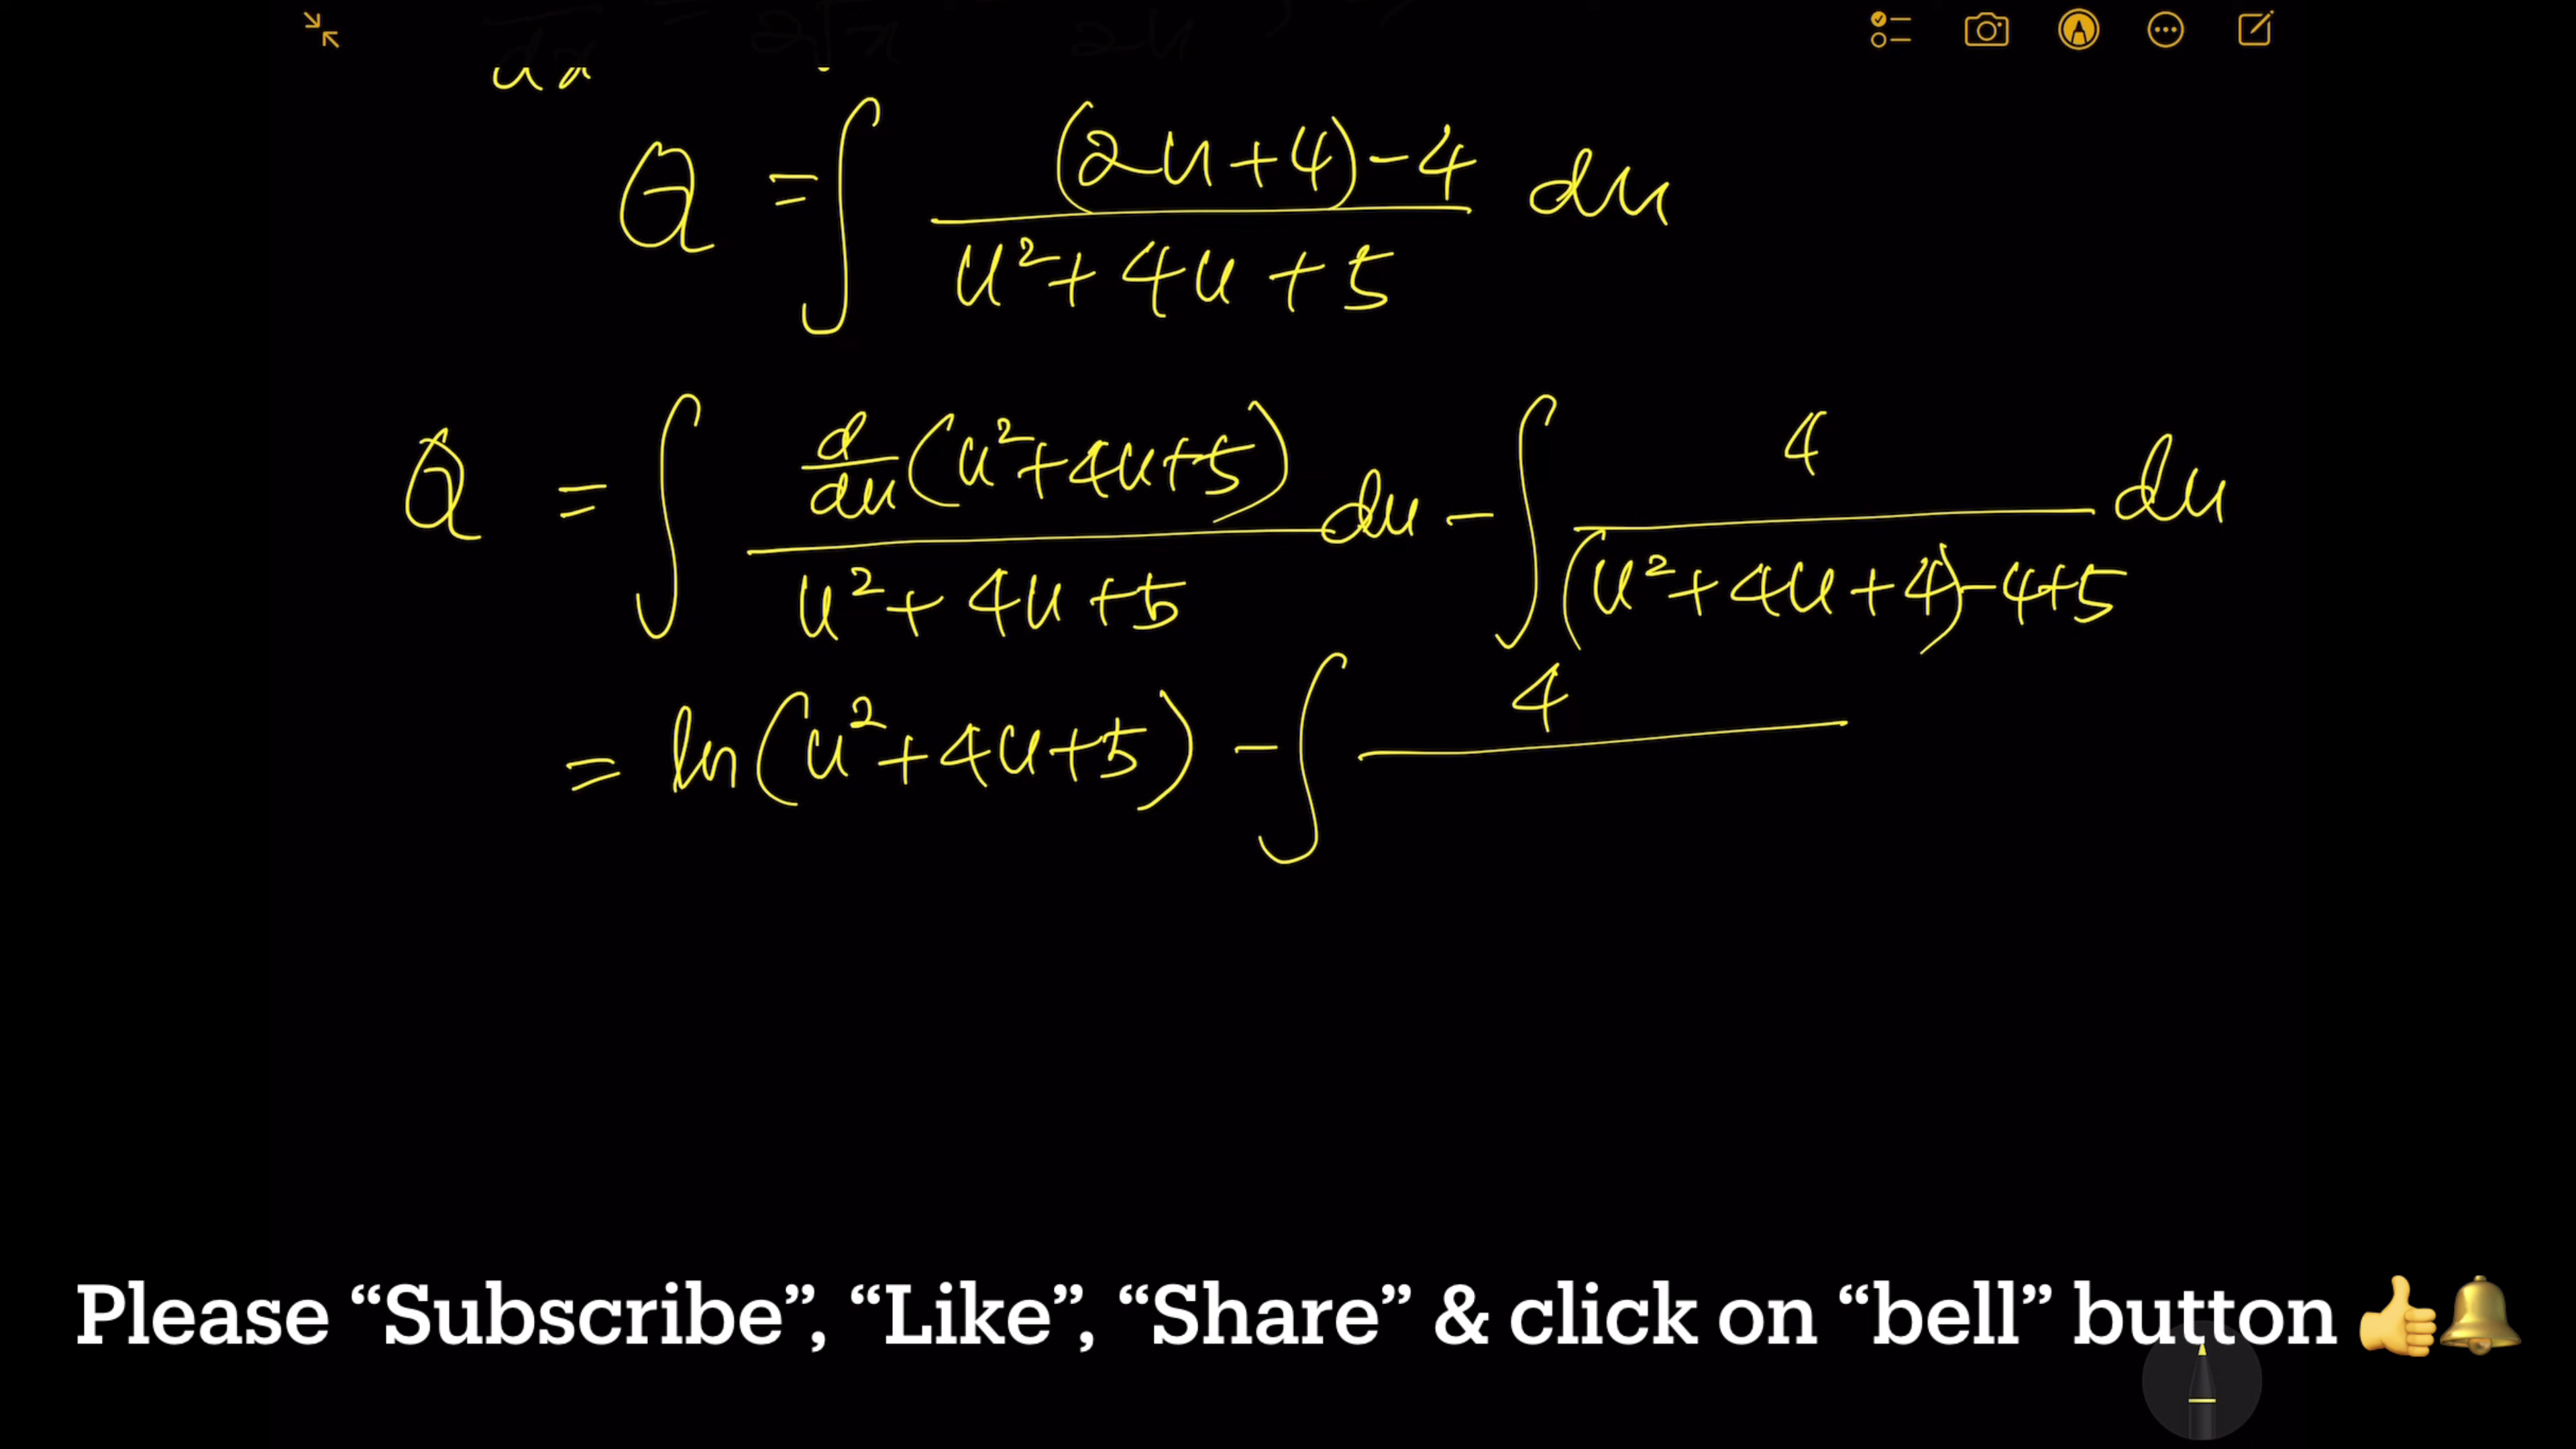 Q = ∫ (2u+4)-4 / u²+4u+5 du
Q = ∫ d/du (u²+4u+5) / u²+4u+5 du - ∫ 4 / (u²+4u+4)-4+5 du
= ln(u²+4u+5) - ∫ 4 /
Please “Subscribe”, “Like”, “Share” & click on “bell” button 👍🔔